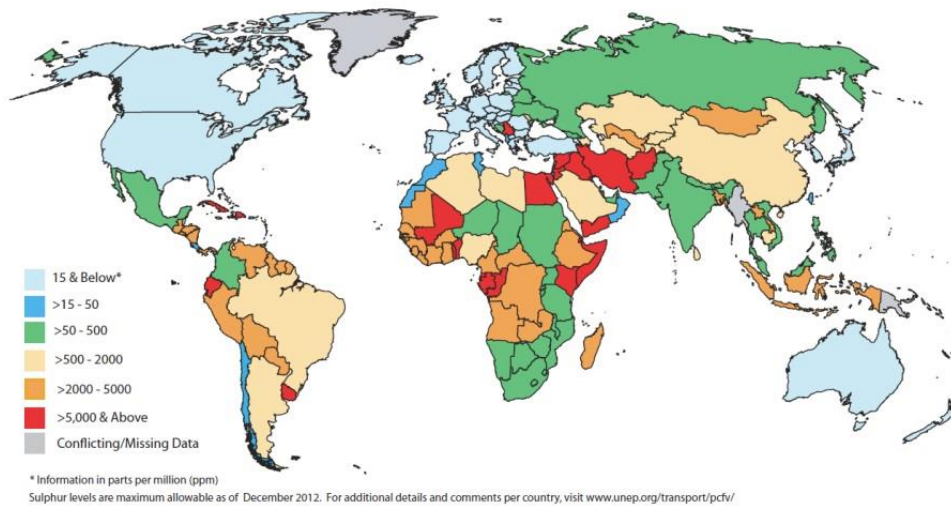 15 & Below*
>15 - 50
>50 - 500
>500 - 2000
>2000 - 5000
>5,000 & Above
Conflicting/Missing Data
* Information in parts per million (ppm)
Sulphur levels are maximum allowable as of December 2012. For additional details and comments per country, visit www.unep.org/transport/pcfv/